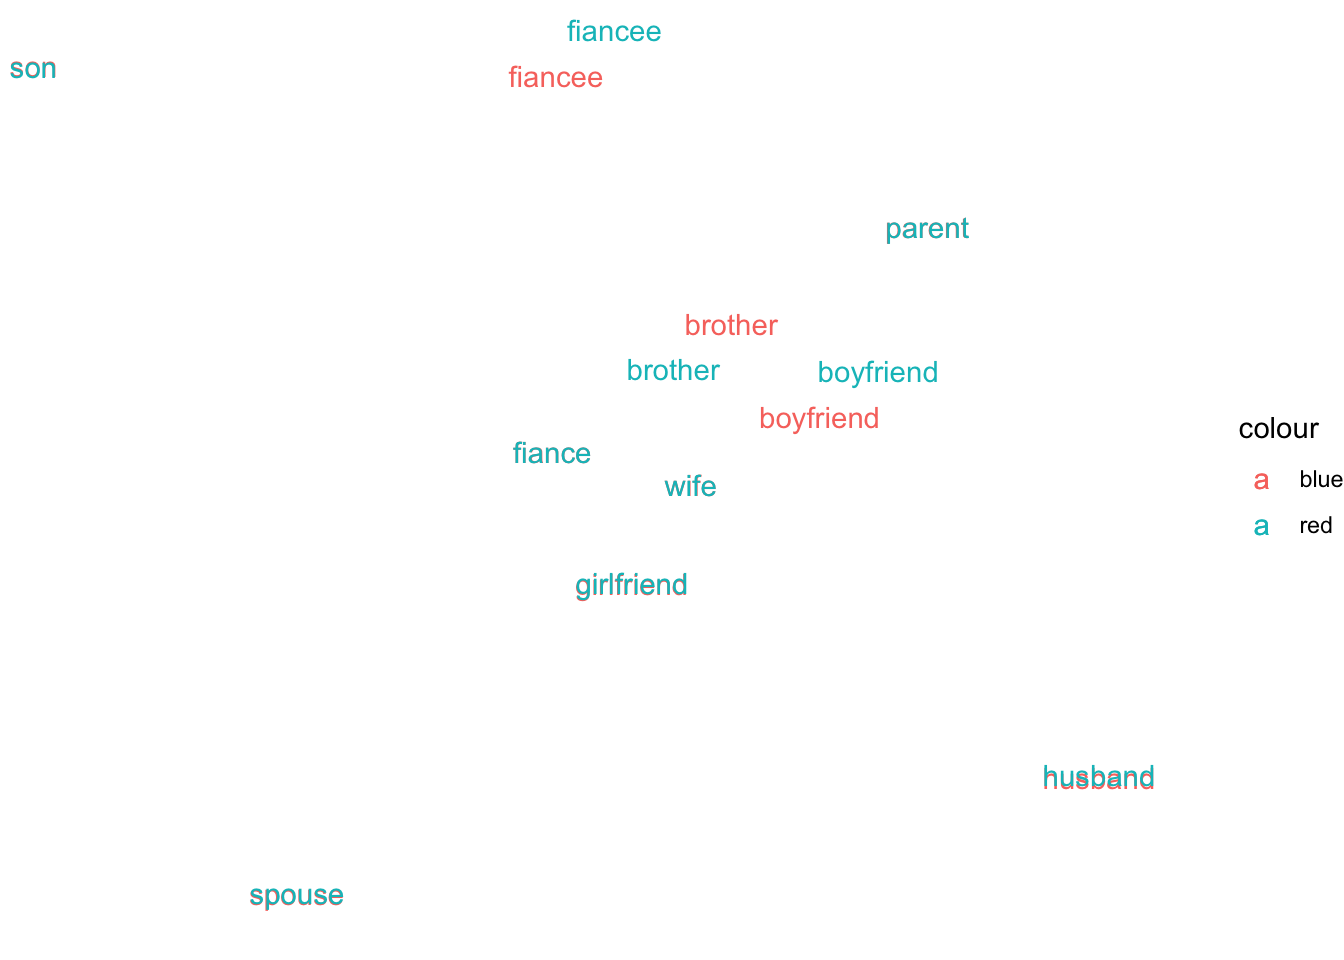 fiancee
son
fiancee
parent
brother
brother boyfriend
boyfriend
colour
fiance
a blue
wife
a red
girlfriend
husband
husband
spouse